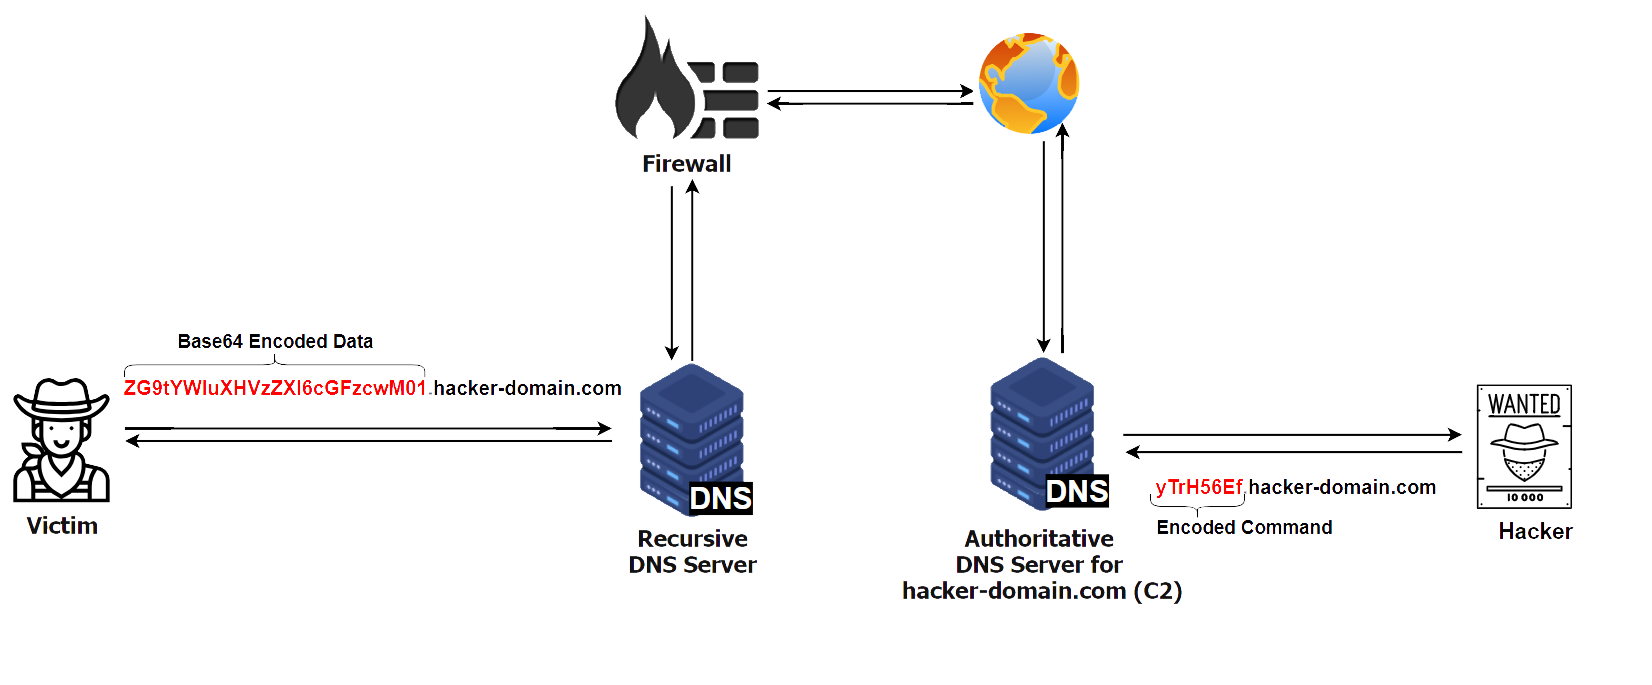 Firewall
Base64 Encoded Data
ZG9tYWluXHVzZXI6cGFzcwM01.hacker-domain.com
Victim
DNS
Recursive
DNS Server
DNS
Authoritative
DNS Server for
hacker-domain.com (C2)
yTrH56Ef.hacker-domain.com
Encoded Command
WANTED
10 000
Hacker